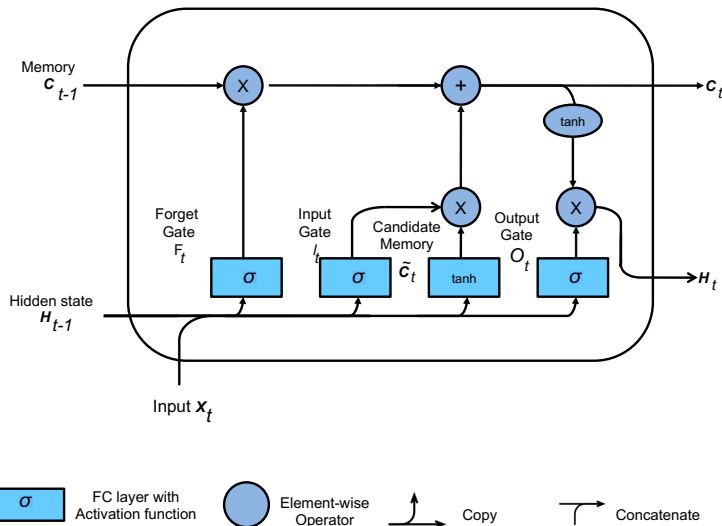 Memory
C t-1
X
+
C t
tanh
Forget
Gate
F t
Input
Gate
I t
Candidate
Memory
C̃ t
X
Output
Gate
O t
X
σ
σ
tanh
σ
Hidden state
H t-1
H t
Input x t
σ
FC layer with
Activation function
Element-wise
Operator
Copy
Concatenate